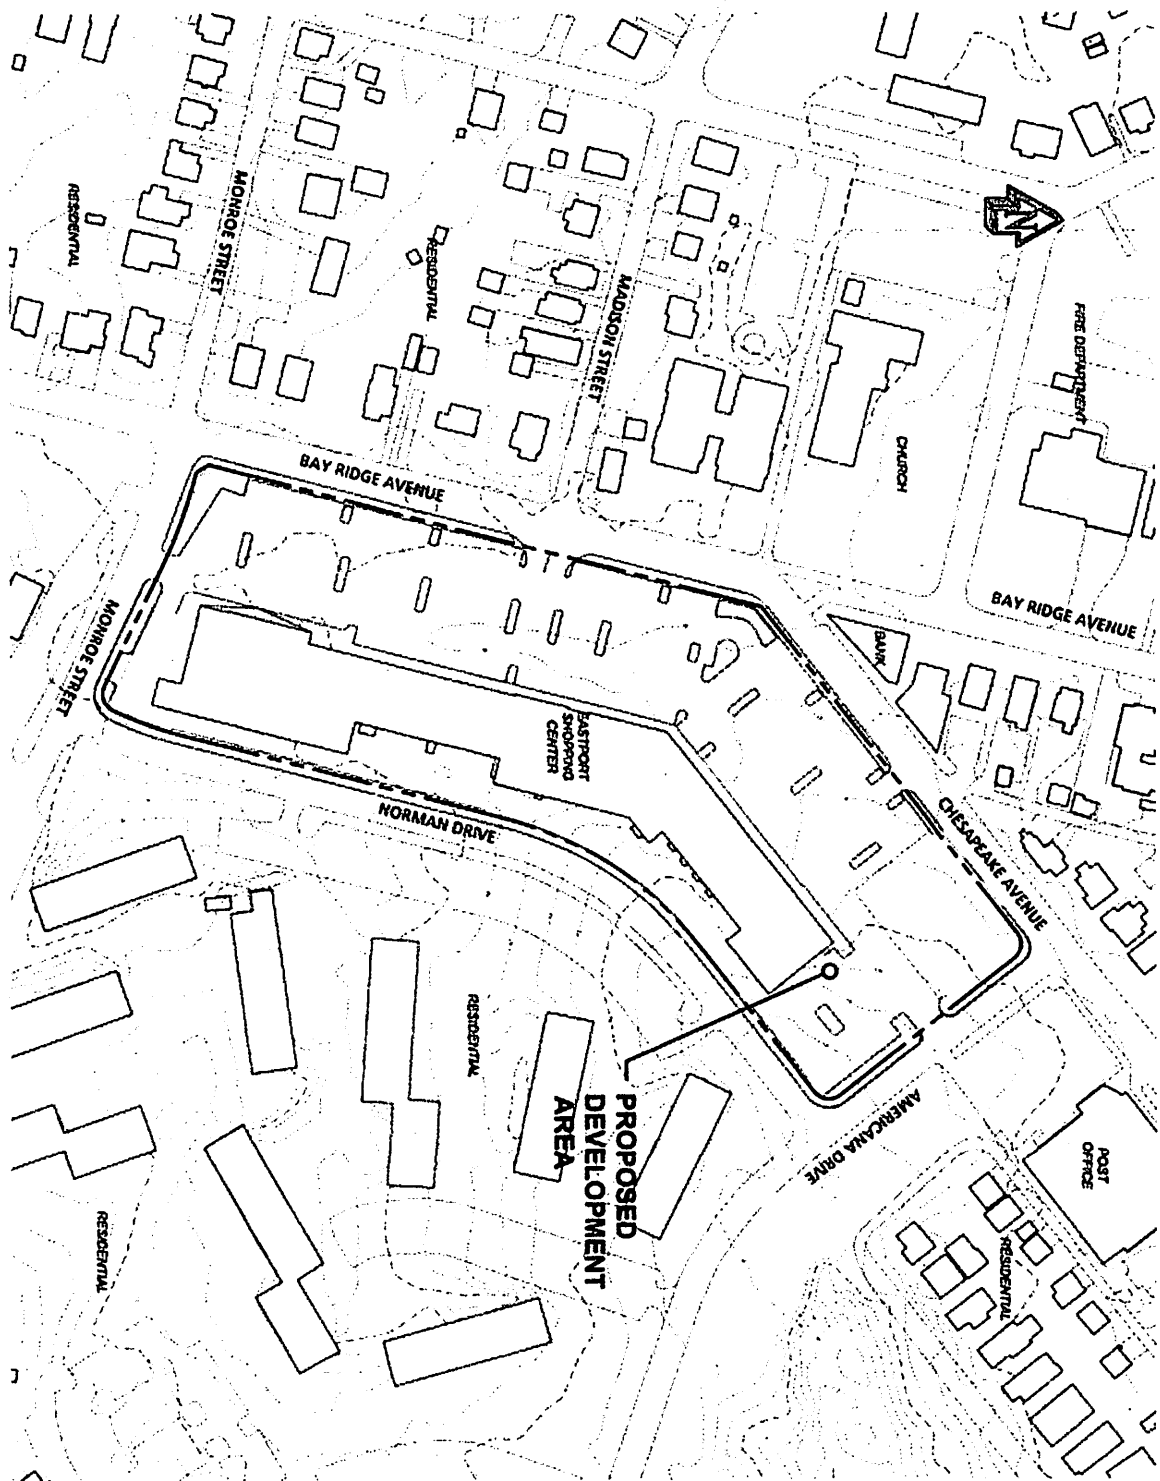 MONROE STREET
RESIDENTIAL
RESIDENTIAL
MADISON STREET
N
FIRE DEPARTMENT
CHURCH
BAY RIDGE AVENUE
BAY RIDGE AVENUE
BANK
MONROE STREET
EASTPORT
SHOPPING
CENTER
NORMAN DRIVE
CHESAPEAKE AVENUE
RESIDENTIAL
PROPOSED
DEVELOPMENT
AREA
AMERICANA DRIVE
POST
OFFICE
RESIDENTIAL
RESIDENTIAL